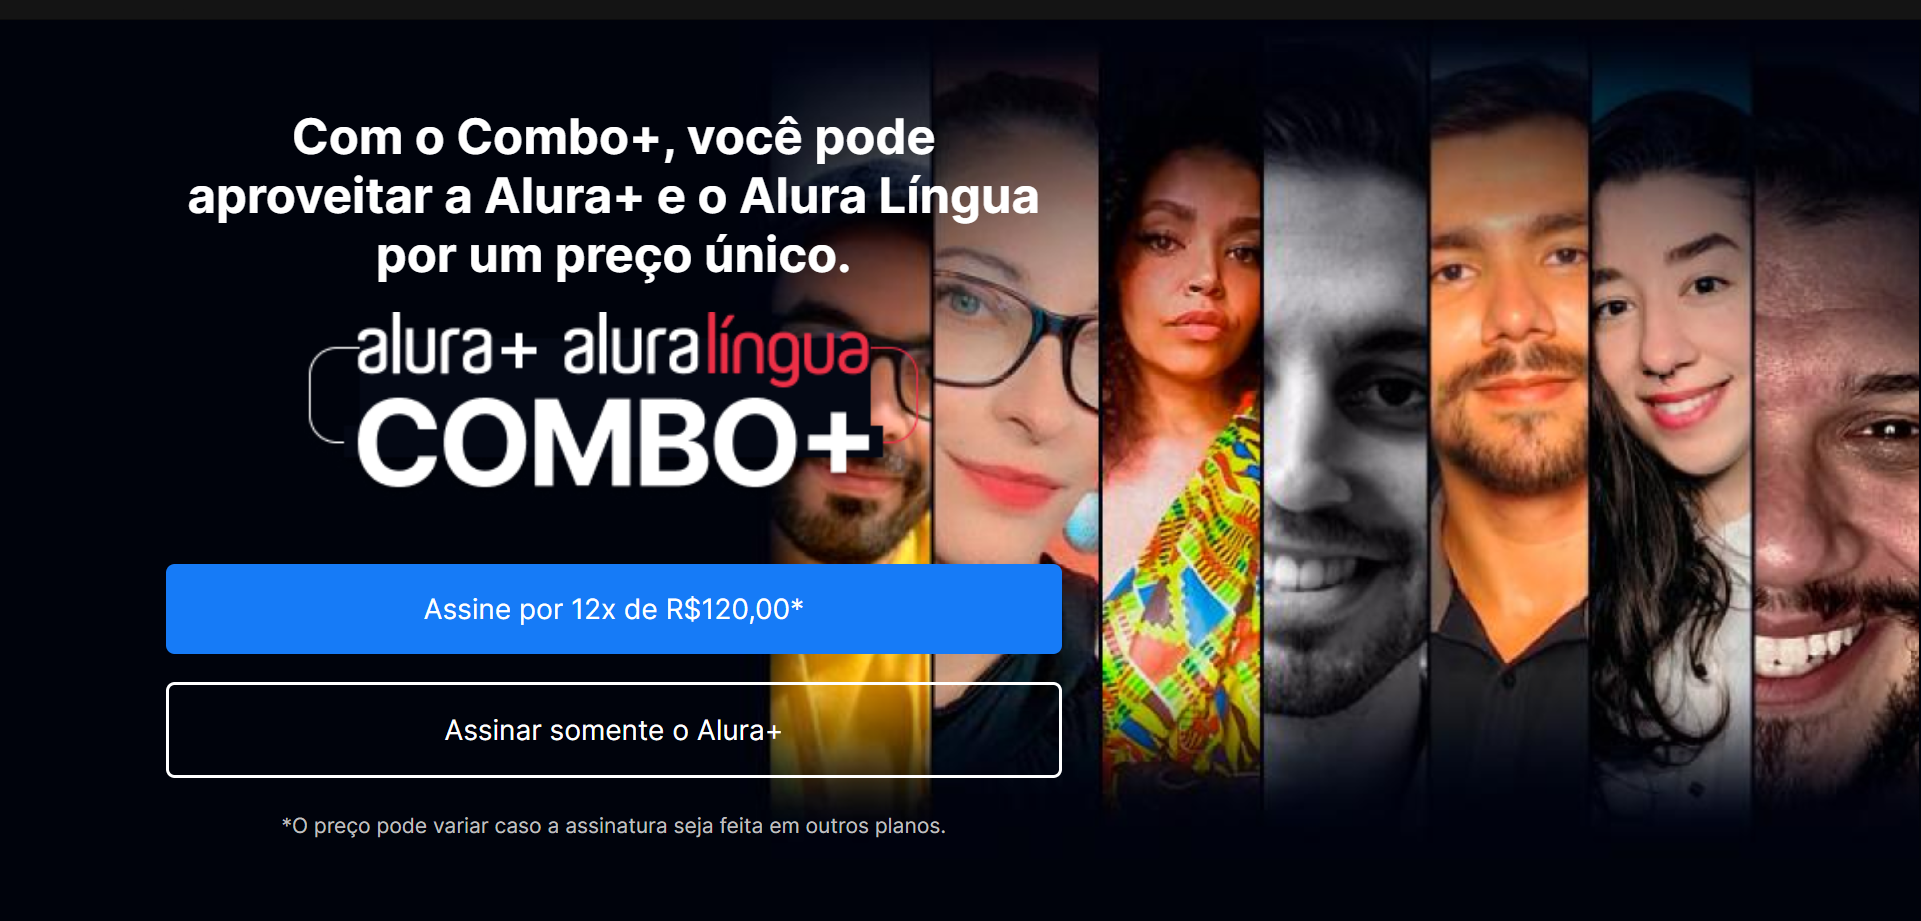 Com o Combo+, você pode
aproveitar a Alura+ e o Alura Língua
por um preço único.
alura+ aluralíngua
COMBO+
Assine por 12x de R$120,00*
Assinar somente o Alura+
*O preço pode variar caso a assinatura seja feita em outros planos.